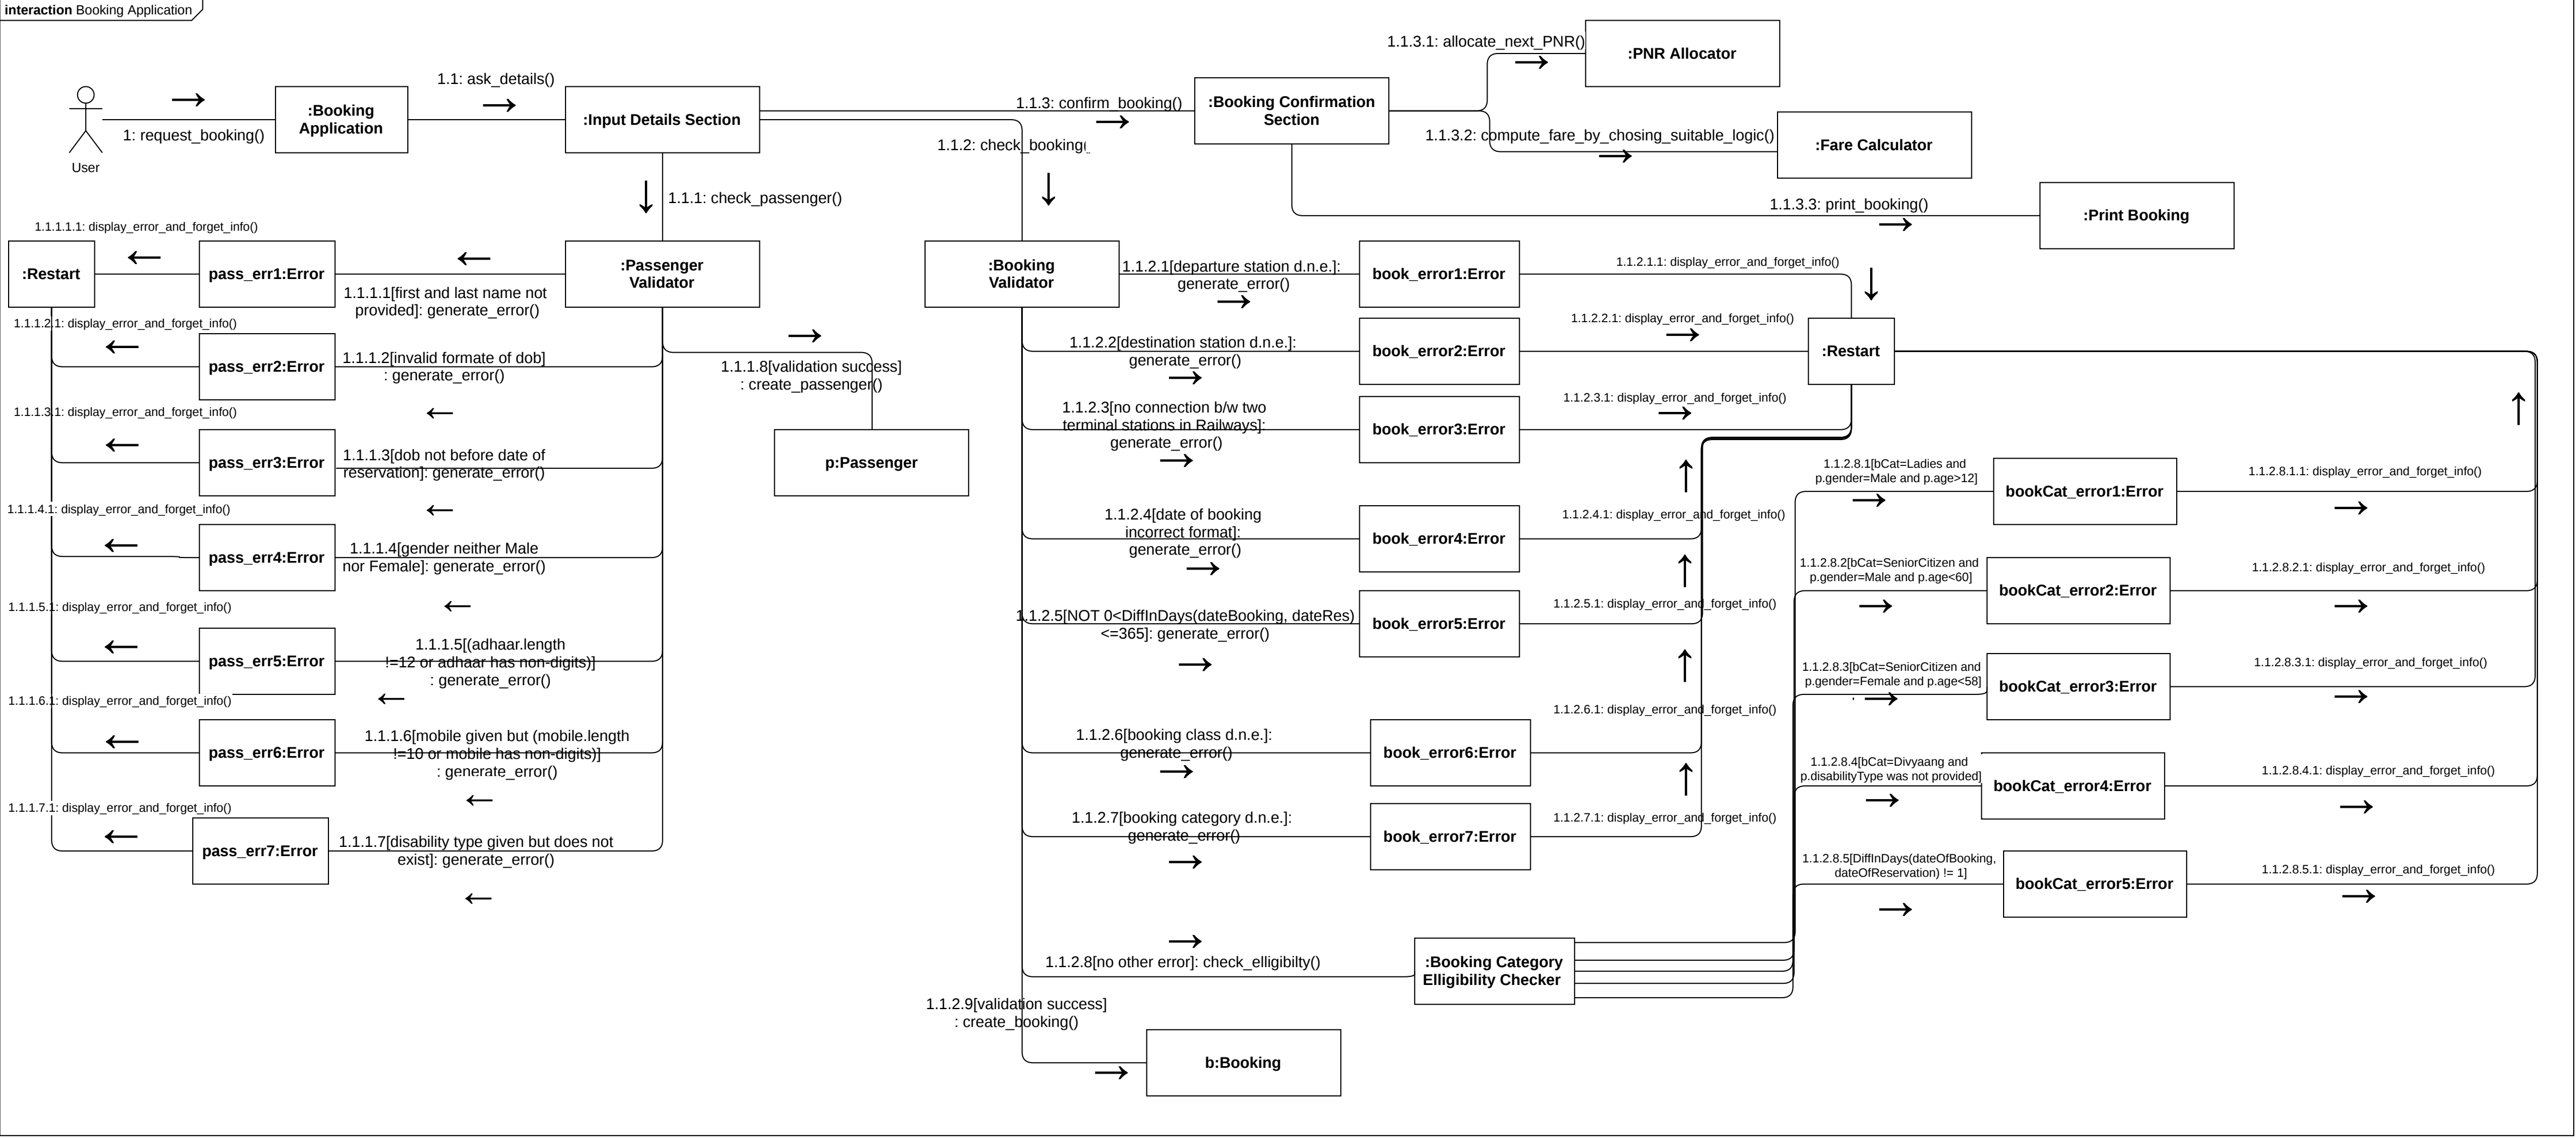 interaction Booking Application
1: request_booking()
User
:Booking
Application
1.1: ask_details()
:Input Details Section
1.1.3: confirm_booking()
1.1.2: check_booking(
1.1.1: check_passenger()
:Booking Confirmation
Section
1.1.3.1: allocate_next_PNR()
:PNR Allocator
1.1.3.2: compute_fare_by_chosing_suitable_logic()
:Fare Calculator
1.1.3.3: print_booking()
:Print Booking
1.1.1.1.1: display_error_and_forget_info()
:Restart
pass_err1:Error
1.1.1.1[first and last name not
provided]: generate_error()
:Passenger
Validator
1.1.1.2.1: display_error_and_forget_info()
pass_err2:Error
1.1.1.2[invalid formate of dob]
: generate_error()
1.1.1.8[validation success]
: create_passenger()
p:Passenger
1.1.1.3.1: display_error_and_forget_info()
pass_err3:Error
1.1.1.3[dob not before date of
reservation]: generate_error()
1.1.1.4.1: display_error_and_forget_info()
pass_err4:Error
1.1.1.4[gender neither Male
nor Female]: generate_error()
1.1.1.5.1: display_error_and_forget_info()
pass_err5:Error
1.1.1.5[(adhaar.length
!=12 or adhaar has non-digits)]
: generate_error()
1.1.1.6.1: display_error_and_forget_info()
pass_err6:Error
1.1.1.6[mobile given but (mobile.length
!=10 or mobile has non-digits)]
: generate_error()
1.1.1.7.1: display_error_and_forget_info()
pass_err7:Error
1.1.1.7[disability type given but does not
exist]: generate_error()
:Booking
Validator
1.1.2.1[departure station d.n.e.]:
generate_error()
book_error1:Error
1.1.2.1.1: display_error_and_forget_info()
1.1.2.2[destination station d.n.e.]:
generate_error()
book_error2:Error
1.1.2.2.1: display_error_and_forget_info()
:Restart
1.1.2.3[no connection b/w two
terminal stations in Railways]:
generate_error()
book_error3:Error
1.1.2.3.1: display_error_and_forget_info()
1.1.2.4[date of booking
incorrect format]:
generate_error()
book_error4:Error
1.1.2.4.1: display_error_and_forget_info()
1.1.2.5[NOT 0<DiffInDays(dateBooking, dateRes)
<=365]: generate_error()
book_error5:Error
1.1.2.5.1: display_error_and_forget_info()
1.1.2.6[booking class d.n.e.]:
generate_error()
book_error6:Error
1.1.2.6.1: display_error_and_forget_info()
1.1.2.7[booking category d.n.e.]:
generate_error()
book_error7:Error
1.1.2.7.1: display_error_and_forget_info()
1.1.2.8[no other error]: check_elligibilty()
:Booking Category
Elligibility Checker
1.1.2.9[validation success]
: create_booking()
b:Booking
1.1.2.8.1[bCat=Ladies and
p.gender=Male and p.age>12]
bookCat_error1:Error
1.1.2.8.1.1: display_error_and_forget_info()
1.1.2.8.2[bCat=SeniorCitizen and
p.gender=Male and p.age<60]
bookCat_error2:Error
1.1.2.8.2.1: display_error_and_forget_info()
1.1.2.8.3[bCat=SeniorCitizen and
p.gender=Female and p.age<58]
bookCat_error3:Error
1.1.2.8.3.1: display_error_and_forget_info()
1.1.2.8.4[bCat=Divyaang and
p.disabilityType was not provided]
bookCat_error4:Error
1.1.2.8.4.1: display_error_and_forget_info()
1.1.2.8.5[DiffInDays(dateOfBooking,
dateOfReservation) != 1]
bookCat_error5:Error
1.1.2.8.5.1: display_error_and_forget_info()